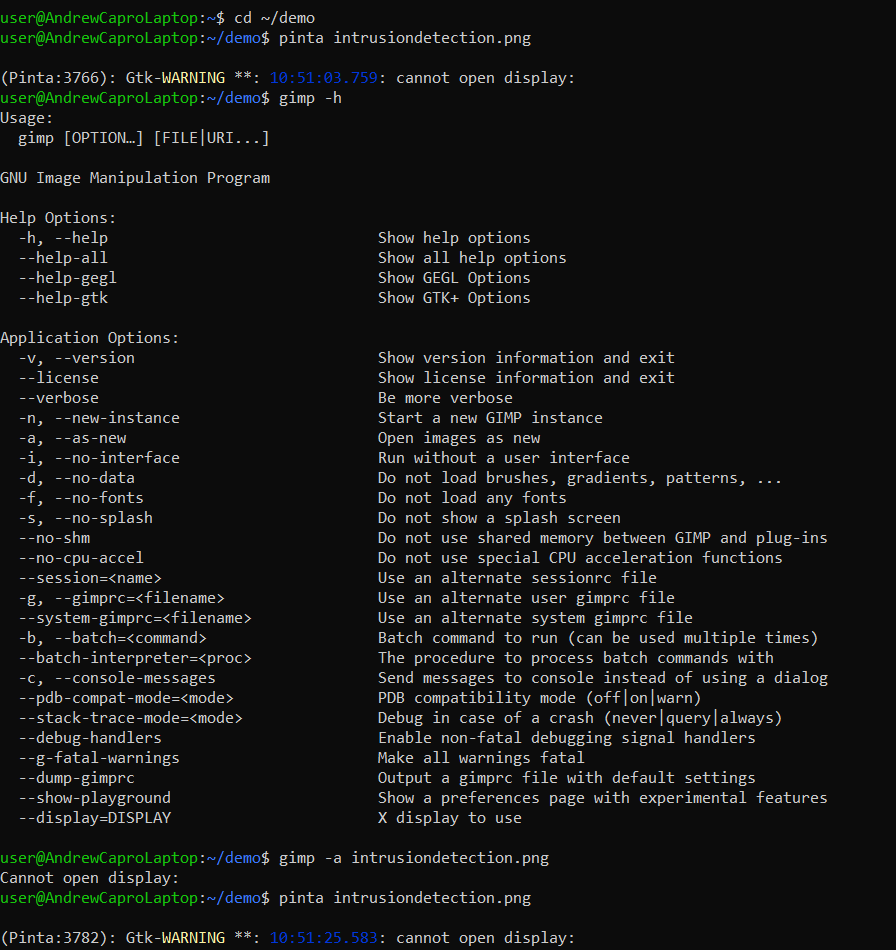 user@AndrewCaproLaptop:~$ cd ~/demo
user@AndrewCaproLaptop:~/demo$ pinta intrusiondetection.png
(Pinta:3766): Gtk-WARNING **: 10:51:03.759: cannot open display:
user@AndrewCaproLaptop:~/demo$ gimp -h
Usage:
  gimp [OPTION…] [FILE|URI...]
GNU Image Manipulation Program
Help Options:
  -h, --help                        Show help options
  --help-all                        Show all help options
  --help-gegl                       Show GEGL Options
  --help-gtk                        Show GTK+ Options
Application Options:
  -v, --version                     Show version information and exit
  --license                         Show license information and exit
  --verbose                         Be more verbose
  -n, --new-instance                Start a new GIMP instance
  -a, --as-new                      Open images as new
  -i, --no-interface                Run without a user interface
  -d, --no-data                     Do not load brushes, gradients, patterns, ...
  -f, --no-fonts                    Do not load any fonts
  -s, --no-splash                   Do not show a splash screen
  --no-shm                          Do not use shared memory between GIMP and plug-ins
  --no-cpu-accel                    Do not use special CPU acceleration functions
  --session=<name>                  Use an alternate sessionrc file
  -g, --gimprc=<filename>           Use an alternate user gimprc file
  --system-gimprc=<filename>        Use an alternate system gimprc file
  -b, --batch=<command>             Batch command to run (can be used multiple times)
  --batch-interpreter=<proc>        The procedure to process batch commands with
  -c, --console-messages            Send messages to console instead of using a dialog
  --pdb-compat-mode=<mode>          PDB compatibility mode (off|on|warn)
  --stack-trace-mode=<mode>         Debug in case of a crash (never|query|always)
  --debug-handlers                  Enable non-fatal debugging signal handlers
  --g-fatal-warnings                Make all warnings fatal
  --dump-gimprc                     Output a gimprc file with default settings
  --show-playground                 Show a preferences page with experimental features
  --display=DISPLAY                 X display to use
user@AndrewCaproLaptop:~/demo$ gimp -a intrusiondetection.png
Cannot open display:
user@AndrewCaproLaptop:~/demo$ pinta intrusiondetection.png
(Pinta:3782): Gtk-WARNING **: 10:51:25.583: cannot open display: